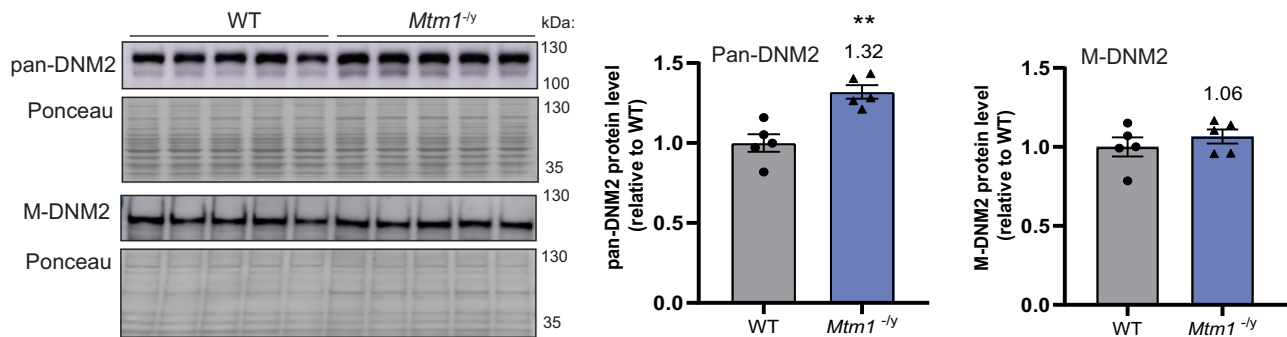 WT Mtm1-/y kDa:
pan-DNM2 130
100
Ponceau 130
35
M-DNM2 130
Ponceau 130
35
pan-DNM2 protein level
(relative to WT)
Pan-DNM2
**
1.32
1.5
1.0
0.5
0.0
WT Mtm1 -/y
M-DNM2 protein level
(relative to WT)
M-DNM2
1.06
1.5
1.0
0.5
0.0
WT Mtm1 -/y